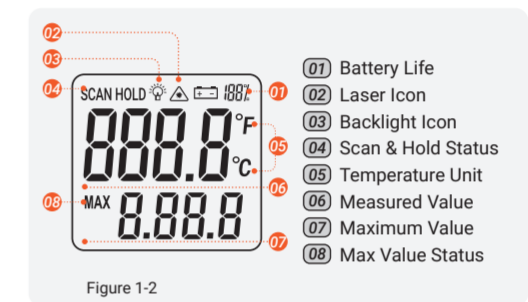 02
03
04 SCAN HOLD 188% 01
888.8 °F
°C 05
06
08 MAX 8.88.8
07
01 Battery Life
02 Laser Icon
03 Backlight Icon
04 Scan & Hold Status
05 Temperature Unit
06 Measured Value
07 Maximum Value
08 Max Value Status
Figure 1-2